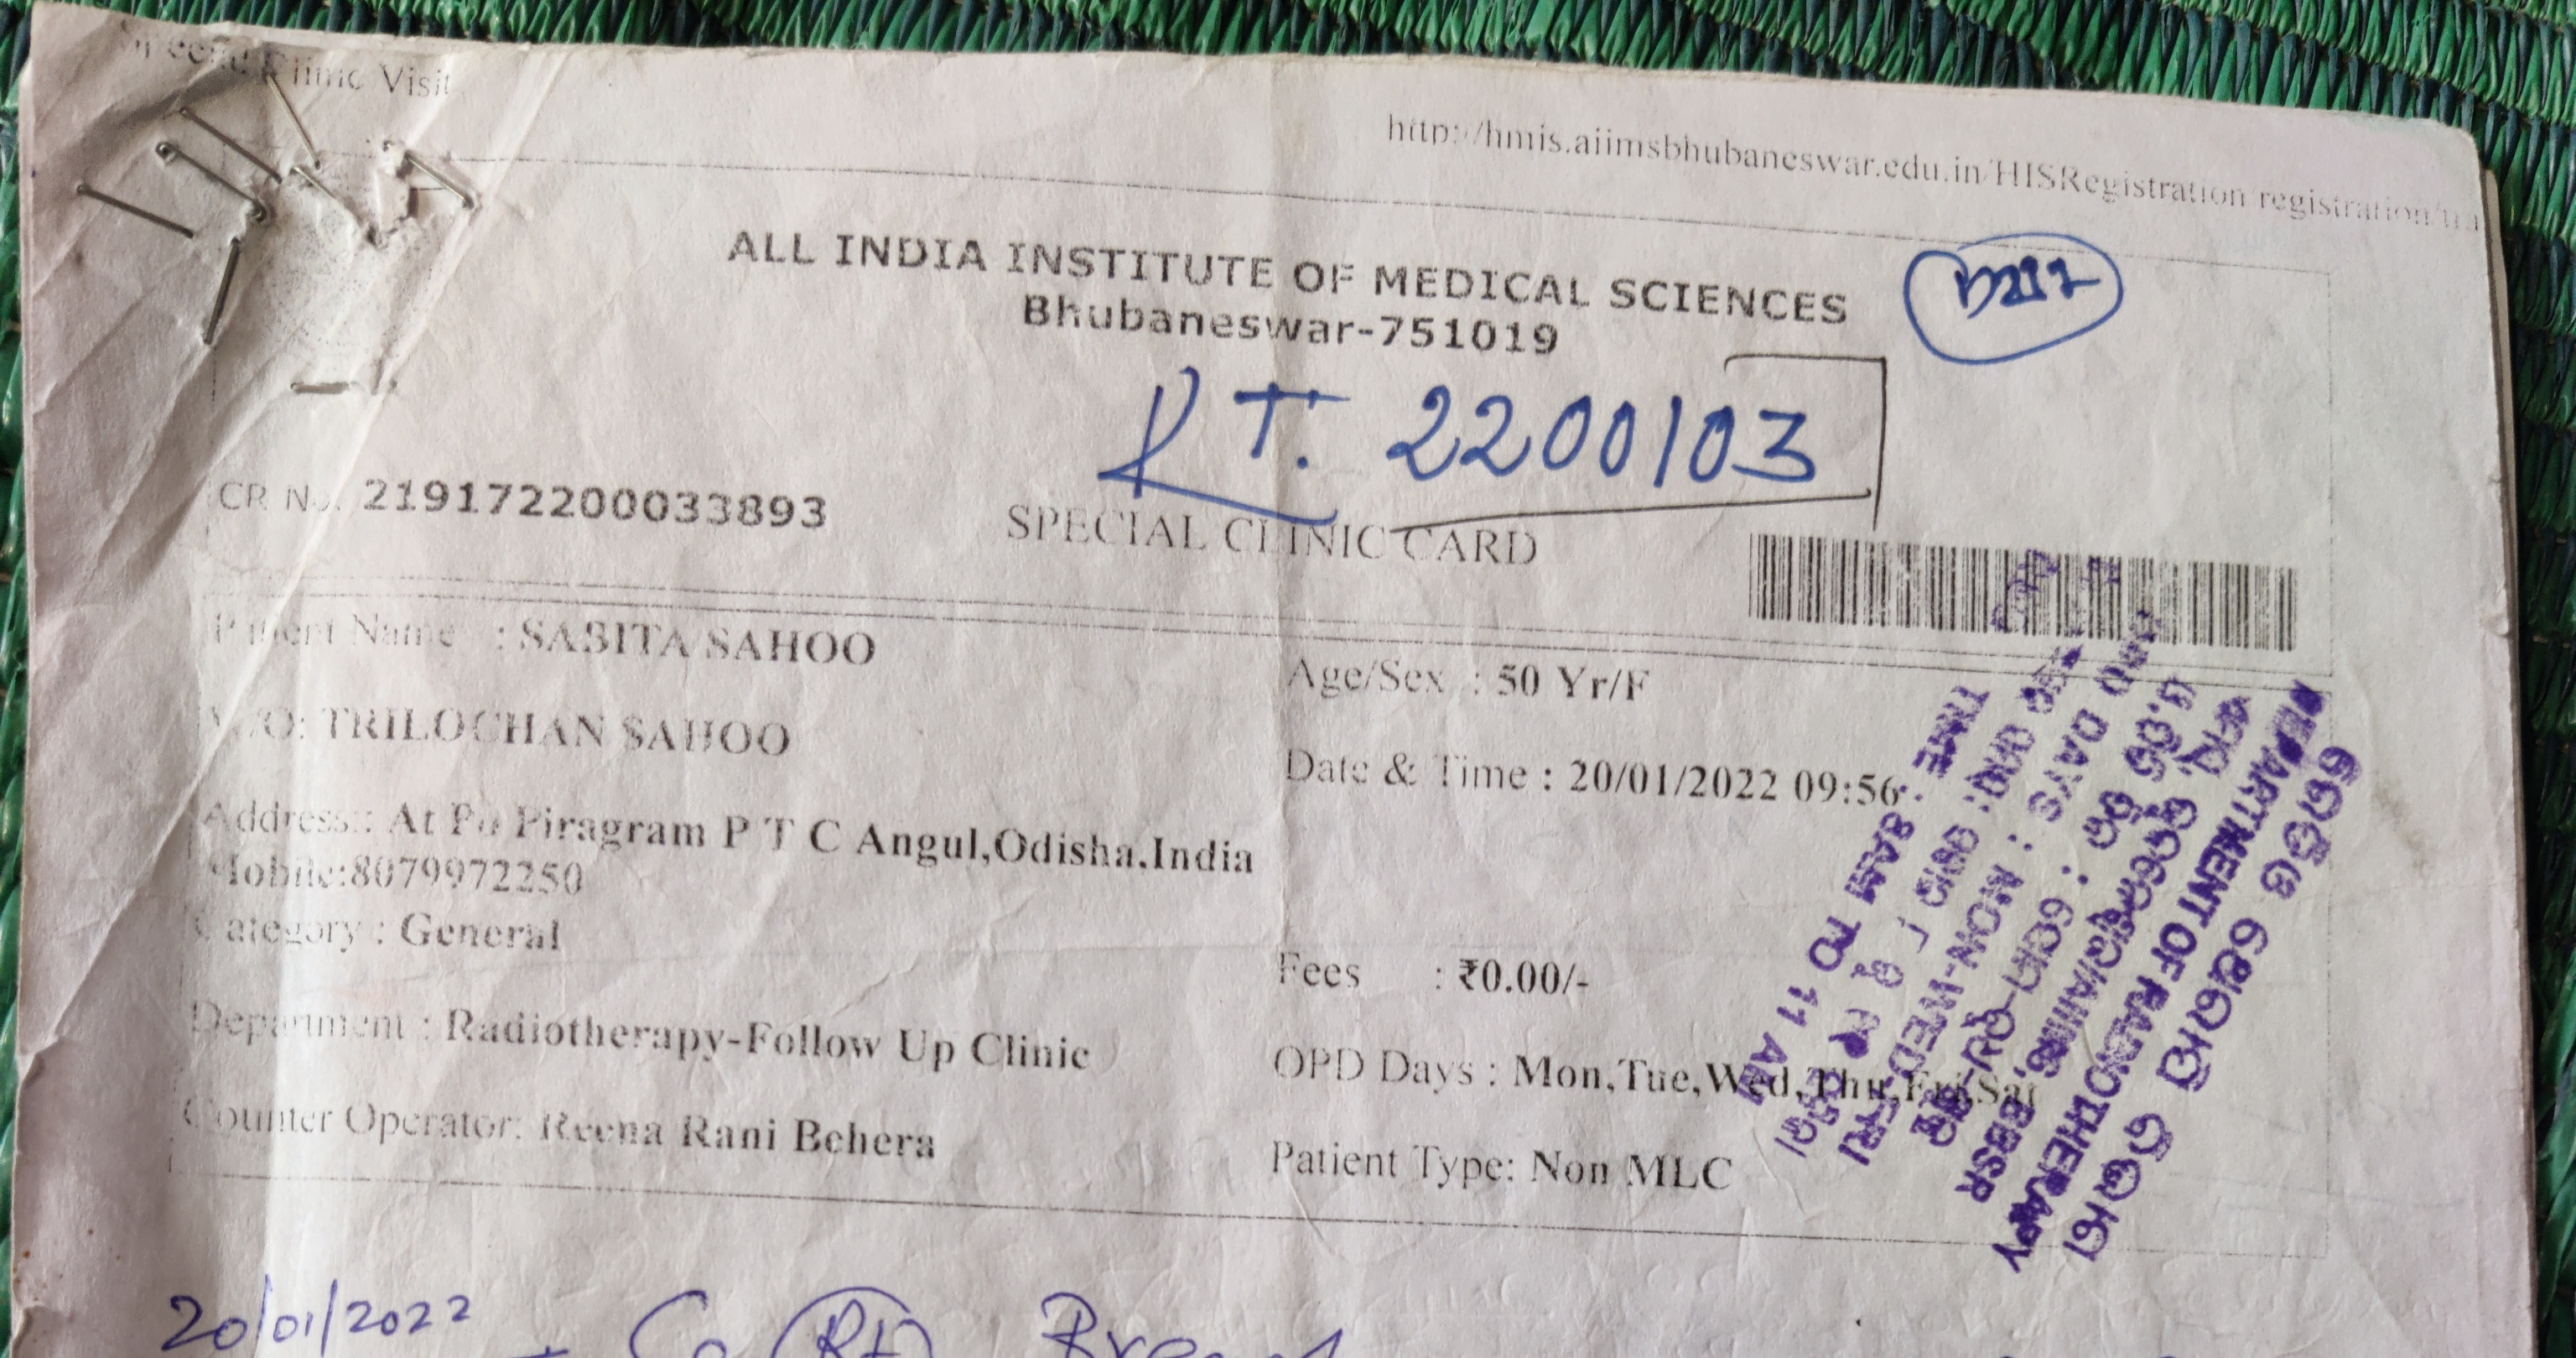 Special Clinic Visit
http://hmis.aiimsbhubaneswar.edu.in/HISRegistration/registration/tra
ALL INDIA INSTITUTE OF MEDICAL SCIENCES
Bhubaneswar-751019
RT. 2200103
CR No. 219172200033893
SPECIAL CLINIC CARD
Patient Name : SABITA SAHOO
Age/Sex : 50 Yr/F
W/O: TRILOCHAN SAHOO
Date & Time : 20/01/2022 09:56
Address: At Po Piragram P T C Angul,Odisha,India
Mobile:8079972250
Category : General
Fees : ₹0.00/-
Department : Radiotherapy-Follow Up Clinic
OPD Days : Mon,Tue,Wed,Thu,Fri,Sat
Counter Operator: Reena Rani Behera
Patient Type: Non MLC
DEPARTMENT OF RADIOTHERAPY
AIIMS, BBSR
DAYS : MON-WED-FRI
TIME : 8AM TO 11 AM
20/01/2022
Ca (Rt) Breast